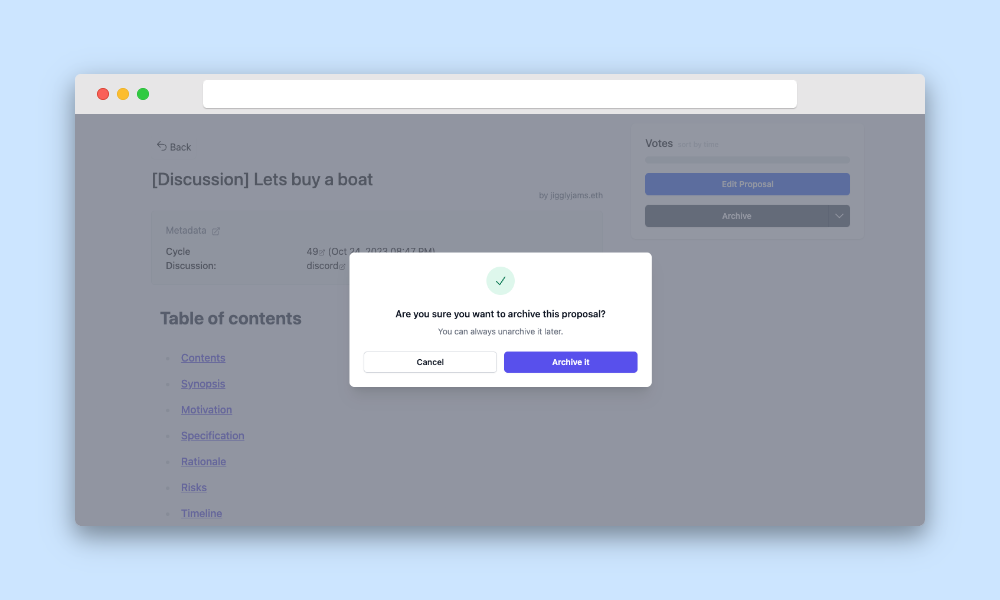 Back
[Discussion] Lets buy a boat
by jigglyjams.eth
Metadata
Cycle 49 (Oct 24, 2023 08:47 PM)
Discussion: discord
Votes
Edit Proposal
Archive
Are you sure you want to archive this proposal?
You can always unarchive it later.
Cancel
Archive it
Table of contents
Contents
Synopsis
Motivation
Specification
Rationale
Risks
Timeline